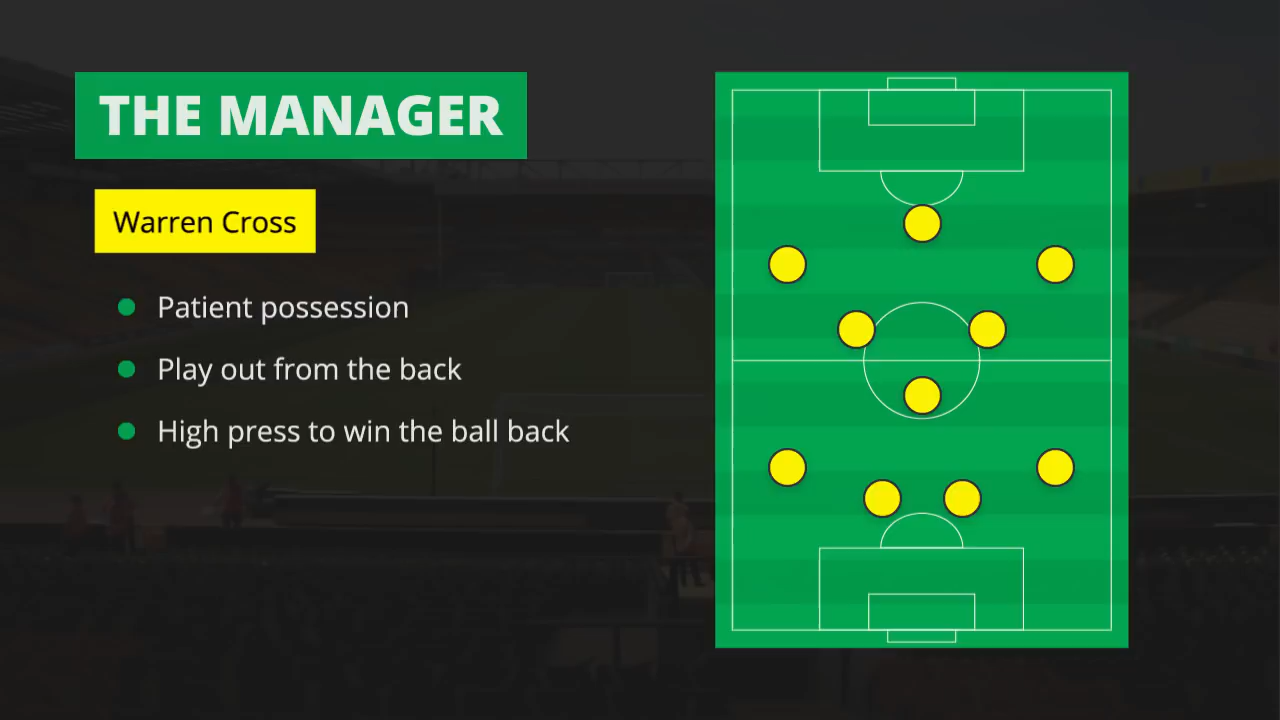 THE MANAGER
Warren Cross
Patient possession
Play out from the back
High press to win the ball back